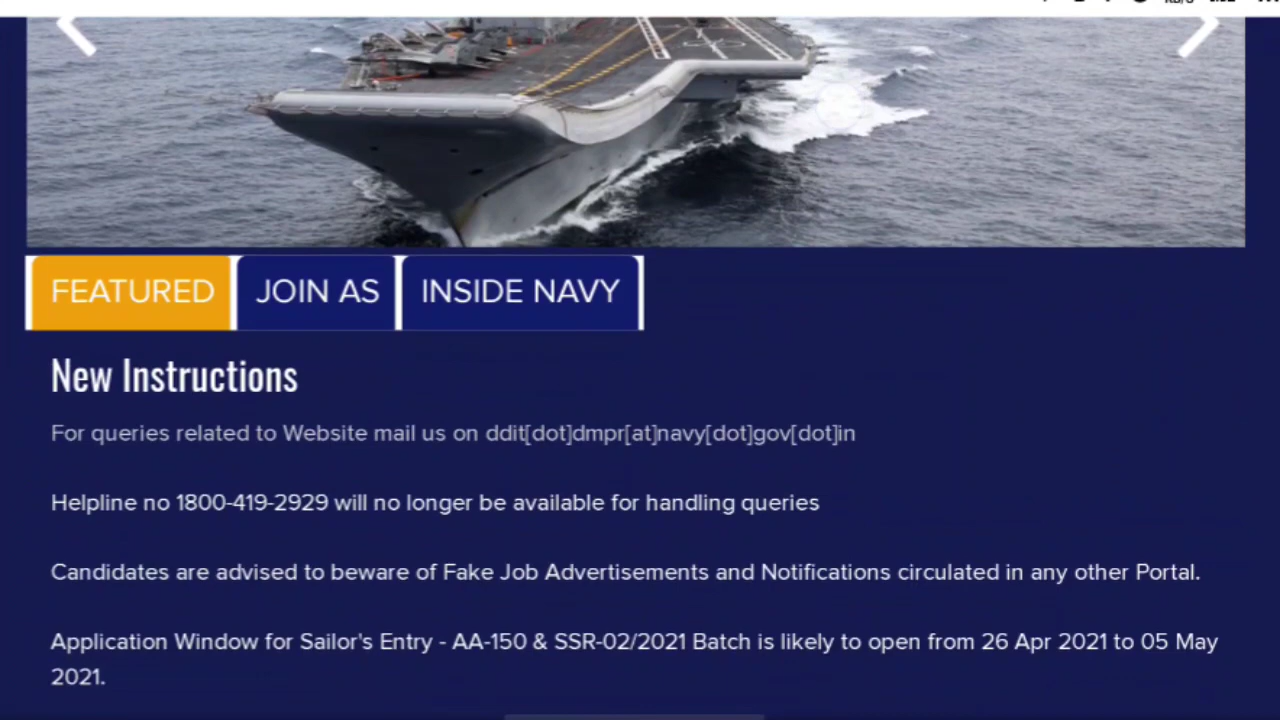 FEATURED JOIN AS INSIDE NAVY
New Instructions
For queries related to Website mail us on ddit[dot]dmpr[at]navy[dot]gov[dot]in
Helpline no 1800-419-2929 will no longer be available for handling queries
Candidates are advised to beware of Fake Job Advertisements and Notifications circulated in any other Portal.
Application Window for Sailor's Entry - AA-150 & SSR-02/2021 Batch is likely to open from 26 Apr 2021 to 05 May
2021.